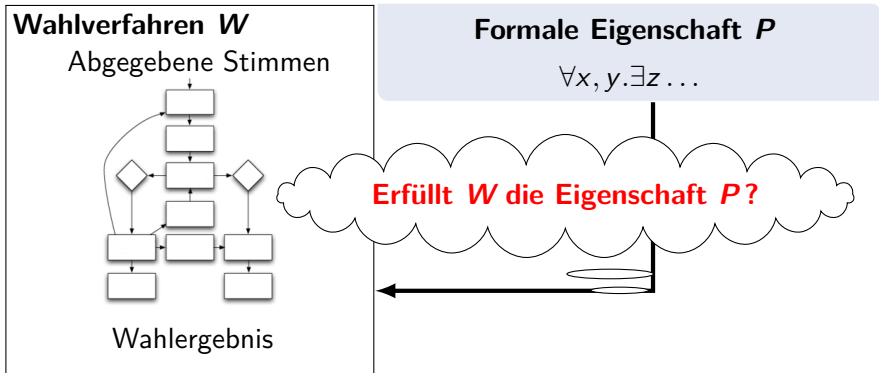 Wahlverfahren W
Abgegebene Stimmen
Wahlergebnis
Formale Eigenschaft P
∀x, y.∃z ...
Erfüllt W die Eigenschaft P?